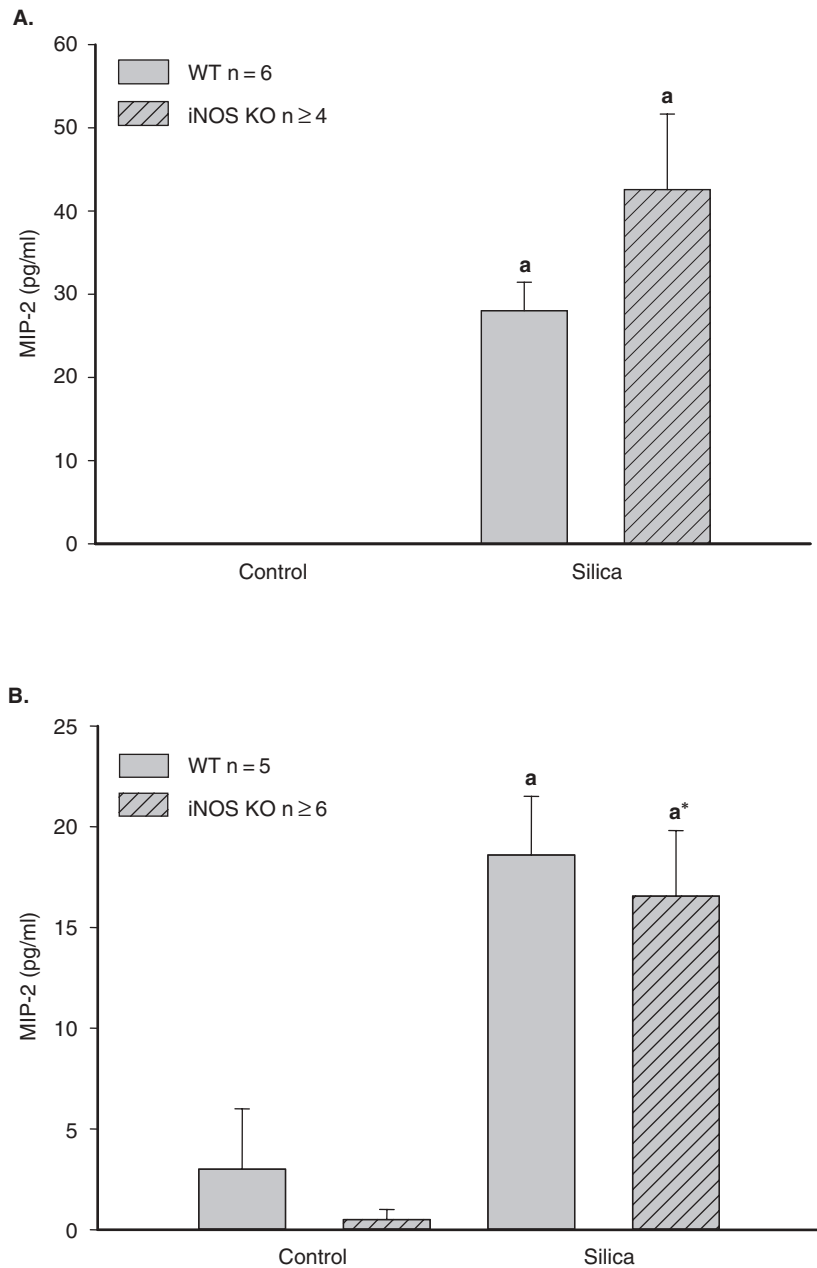 A.
60
50
40
30
20
10
0
MIP-2 (pg/ml)
WT n = 6
iNOS KO n ≥ 4
a
a
Control
Silica
B.
25
20
15
10
5
0
MIP-2 (pg/ml)
WT n = 5
iNOS KO n ≥ 6
a
a*
Control
Silica